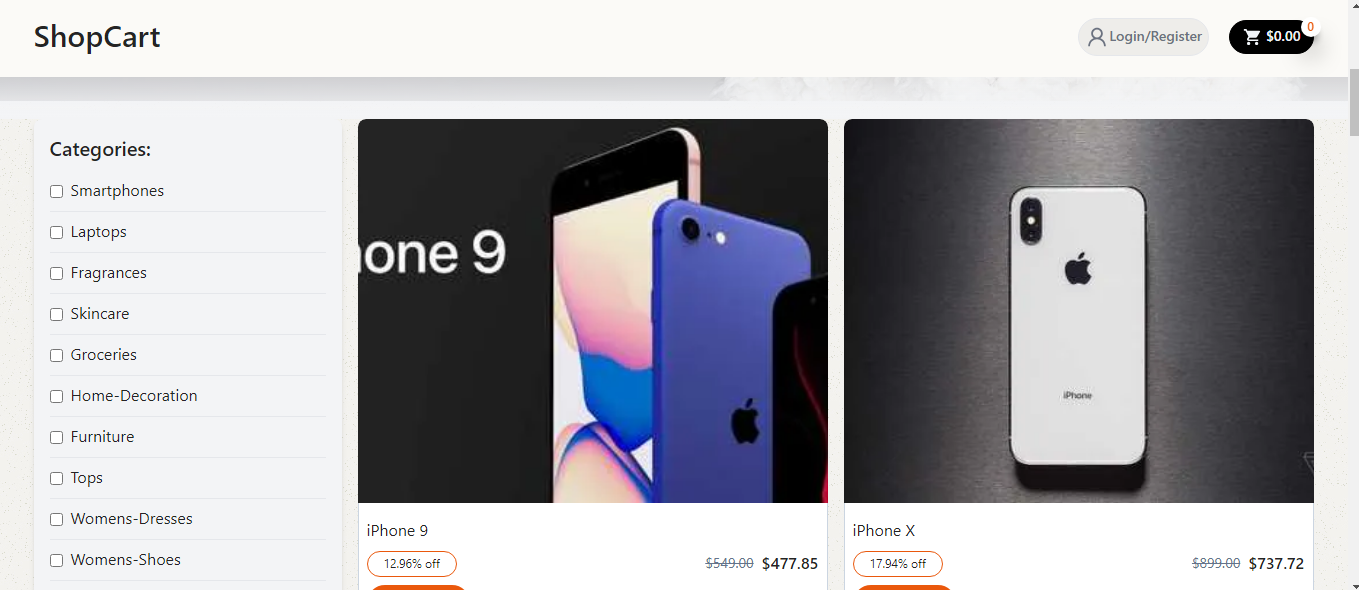 ShopCart
Login/Register
$0.00
0
Categories:
Smartphones
Laptops
Fragrances
Skincare
Groceries
Home-Decoration
Furniture
Tops
Womens-Dresses
Womens-Shoes
hone 9
iPhone 9
12.96% off
$549.00 $477.85
iPhone
iPhone X
17.94% off
$899.00 $737.72